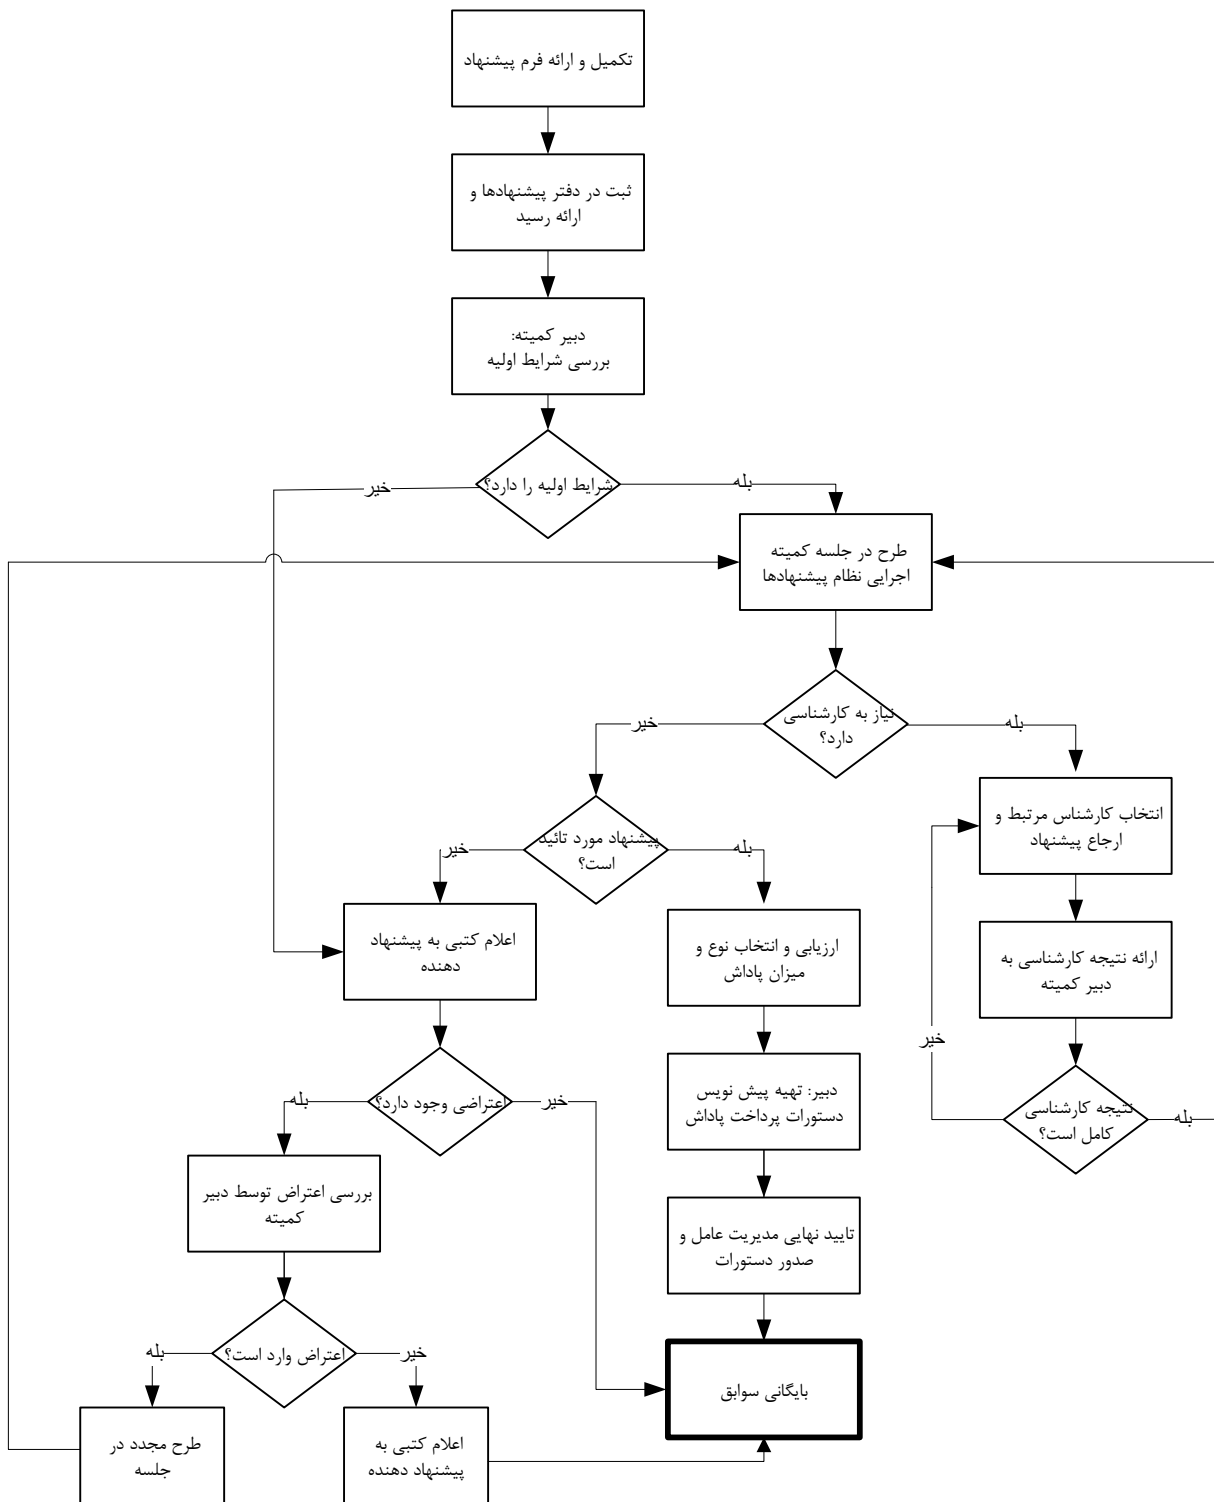 تکمیل و ارائه فرم پیشنهاد
ثبت در دفتر پیشنهادها و
ارائه رسید
دبیر کمیته:
بررسی شرایط اولیه
شرایط اولیه را دارد؟
خیر
بله
طرح در جلسه کمیته
اجرایی نظام پیشنهادها
نیاز به کارشناسی
دارد؟
بله
خیر
انتخاب کارشناس مرتبط و
ارجاع پیشنهاد
پیشنهاد مورد تائید
است؟
بله
خیر
ارائه نتیجه کارشناسی به
دبیر کمیته
ارزیابی و انتخاب نوع و
میزان پاداش
اعلام کتبی به پیشنهاد
دهنده
نتیجه کارشناسی
کامل است؟
خیر
بله
دبیر: تهیه پیش نویس
دستورات پرداخت پاداش
اعتراضی وجود دارد؟
خیر
بله
تایید نهایی مدیریت عامل و
صدور دستورات
بررسی اعتراض توسط دبیر
کمیته
اعتراض وارد است؟
خیر
بله
بایگانی سوابق
اعلام کتبی به
پیشنهاد دهنده
طرح مجدد در
جلسه